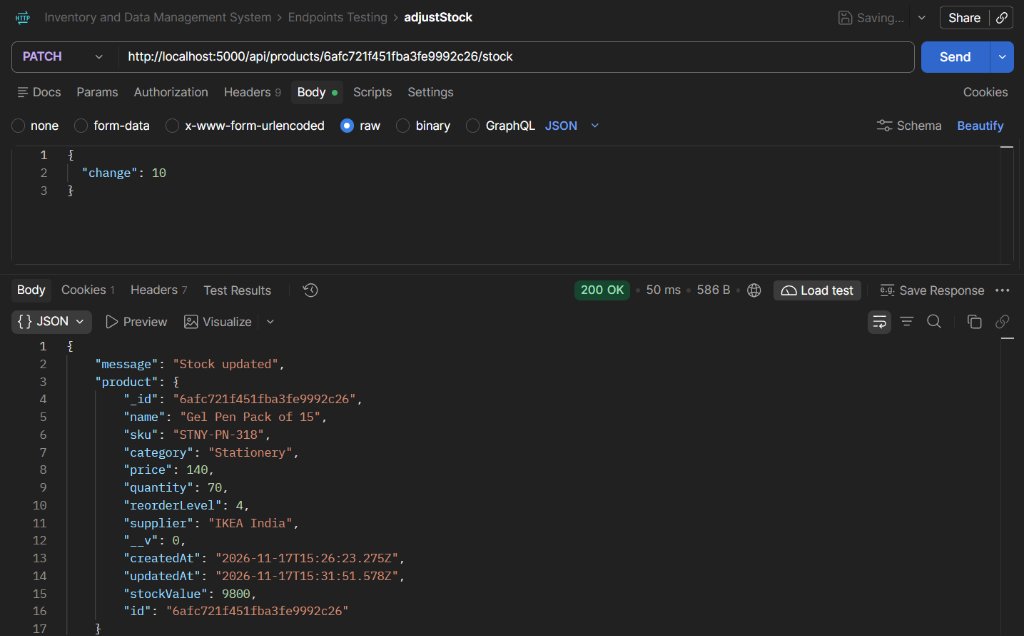 HTTP Inventory and Data Management System > Endpoints Testing > adjustStock Saving... Share
PATCH http://localhost:5000/api/products/6afc721f451fba3fe9992c26/stock Send
Docs Params Authorization Headers 9 Body Scripts Settings Cookies
none form-data x-www-form-urlencoded raw binary GraphQL JSON Schema Beautify
1 {
2 "change": 10
3 }
Body Cookies 1 Headers 7 Test Results 200 OK 50 ms 586 B Load test e.g. Save Response
{} JSON Preview Visualize
1 {
2 "message": "Stock updated",
3 "product": {
4 "_id": "6afc721f451fba3fe9992c26",
5 "name": "Gel Pen Pack of 15",
6 "sku": "STNY-PN-318",
7 "category": "Stationery",
8 "price": 140,
9 "quantity": 70,
10 "reorderLevel": 4,
11 "supplier": "IKEA India",
12 "__v": 0,
13 "createdAt": "2026-11-17T15:26:23.275Z",
14 "updatedAt": "2026-11-17T15:31:51.578Z",
15 "stockValue": 9800,
16 "id": "6afc721f451fba3fe9992c26"
17 }